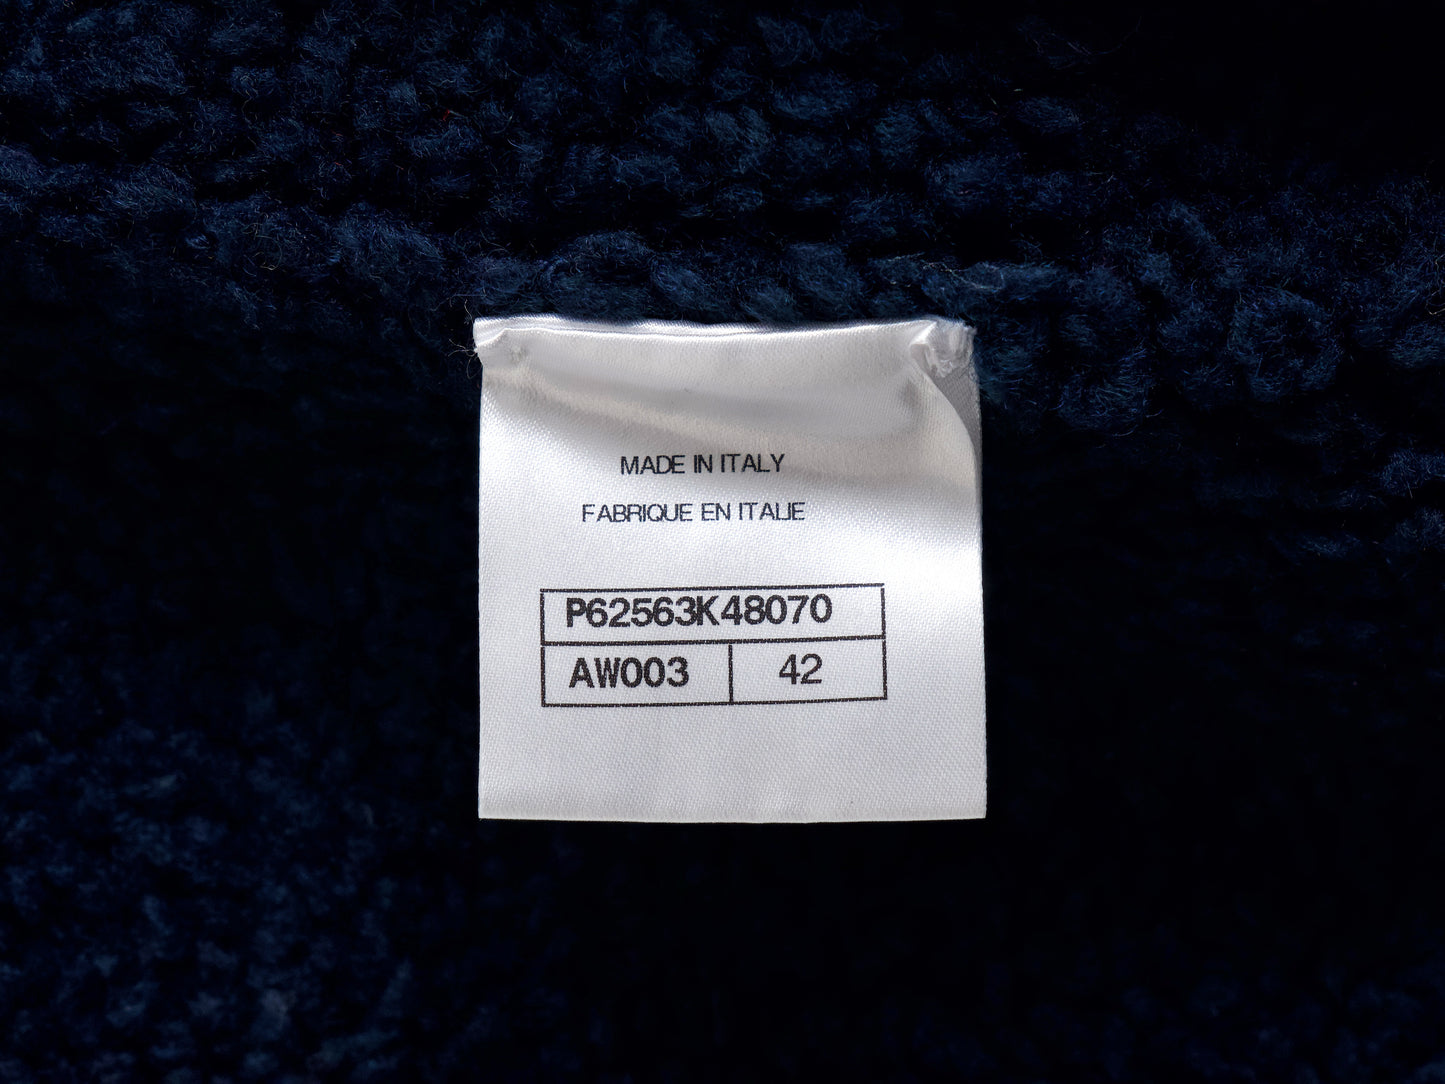 MADE IN ITALY
FABRIQUE EN ITALIE
P62563K48070
AW003 42